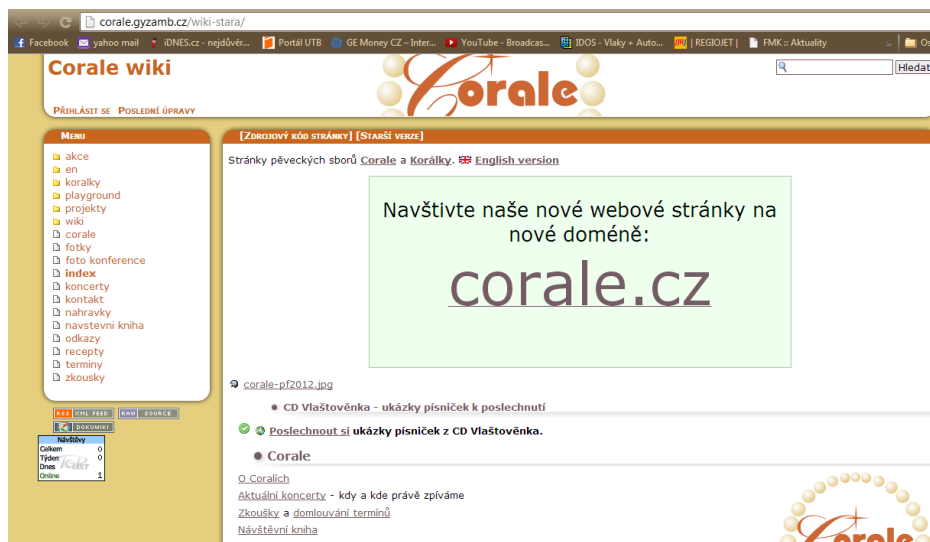 corale.gyzamb.cz/wiki-stara/
Facebook yahoo mail iDNES.cz - nejdůvěr... Portál UTB GE Money CZ – Inter... YouTube - Broadcas... IDOS - Vlaky + Auto... | REGIOJET | FMK :: Aktuality » Os
Corale wiki
Corale
Hledat
Přihlásit se Poslední úpravy
Menu
akce
en
koralky
playground
projekty
wiki
corale
fotky
foto konference
index
koncerty
kontakt
nahravky
navstevni kniha
odkazy
recepty
terminy
zkousky
RSS XML FEED RAW SOURCE
DOKUWIKI
Návštěvy
Celkem 0
Týden 0
Dnes
Online 1
[Zdrojový kód stránky] [Starší verze]
Stránky pěveckých sborů Corale a Korálky. English version
Navštivte naše nové webové stránky na
nové doméně:
corale.cz
corale-pf2012.jpg
CD Vlaštověnka - ukázky písniček k poslechnutí
Poslechnout si ukázky písniček z CD Vlaštověnka.
Corale
O Coralích
Aktuální koncerty - kdy a kde právě zpíváme
Zkoušky a domlouvání termínů
Návštěvní kniha
Corale